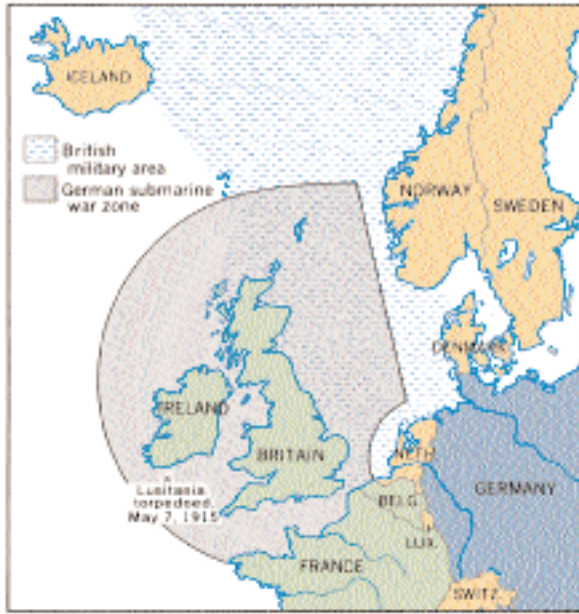 ICELAND
British
military area
German submarine
war zone
NORWAY
SWEDEN
DENMARK
IRELAND
BRITAIN
NETH.
GERMANY
Lusitania
torpedoed,
May 7, 1915
BELG.
LUX.
FRANCE
SWITZ.